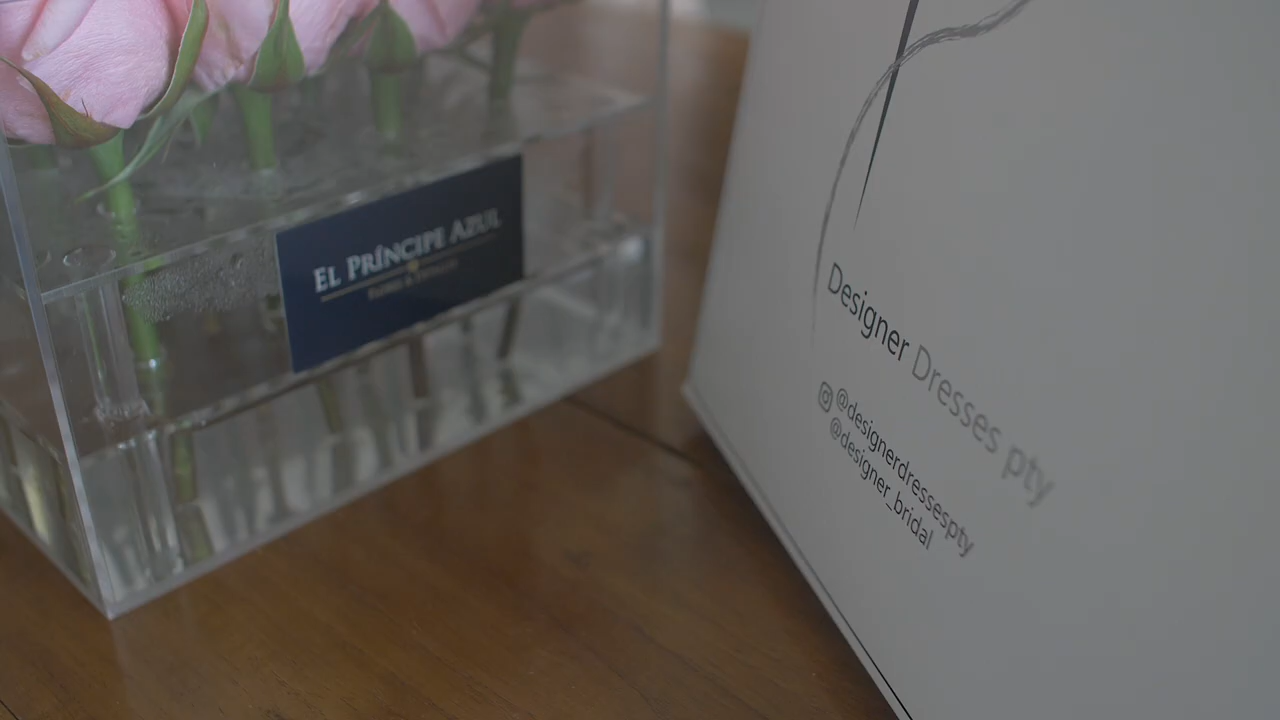 EL PRÍNCIPE AZUL
Designer Dresses pty
@designerdressespty
@designer_bridal